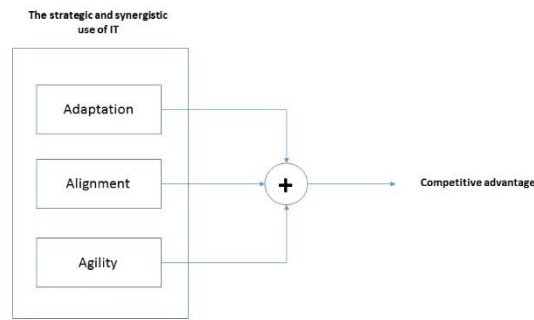 The strategic and synergistic
use of IT
Adaptation
Alignment
+
Competitive advantage
Agility